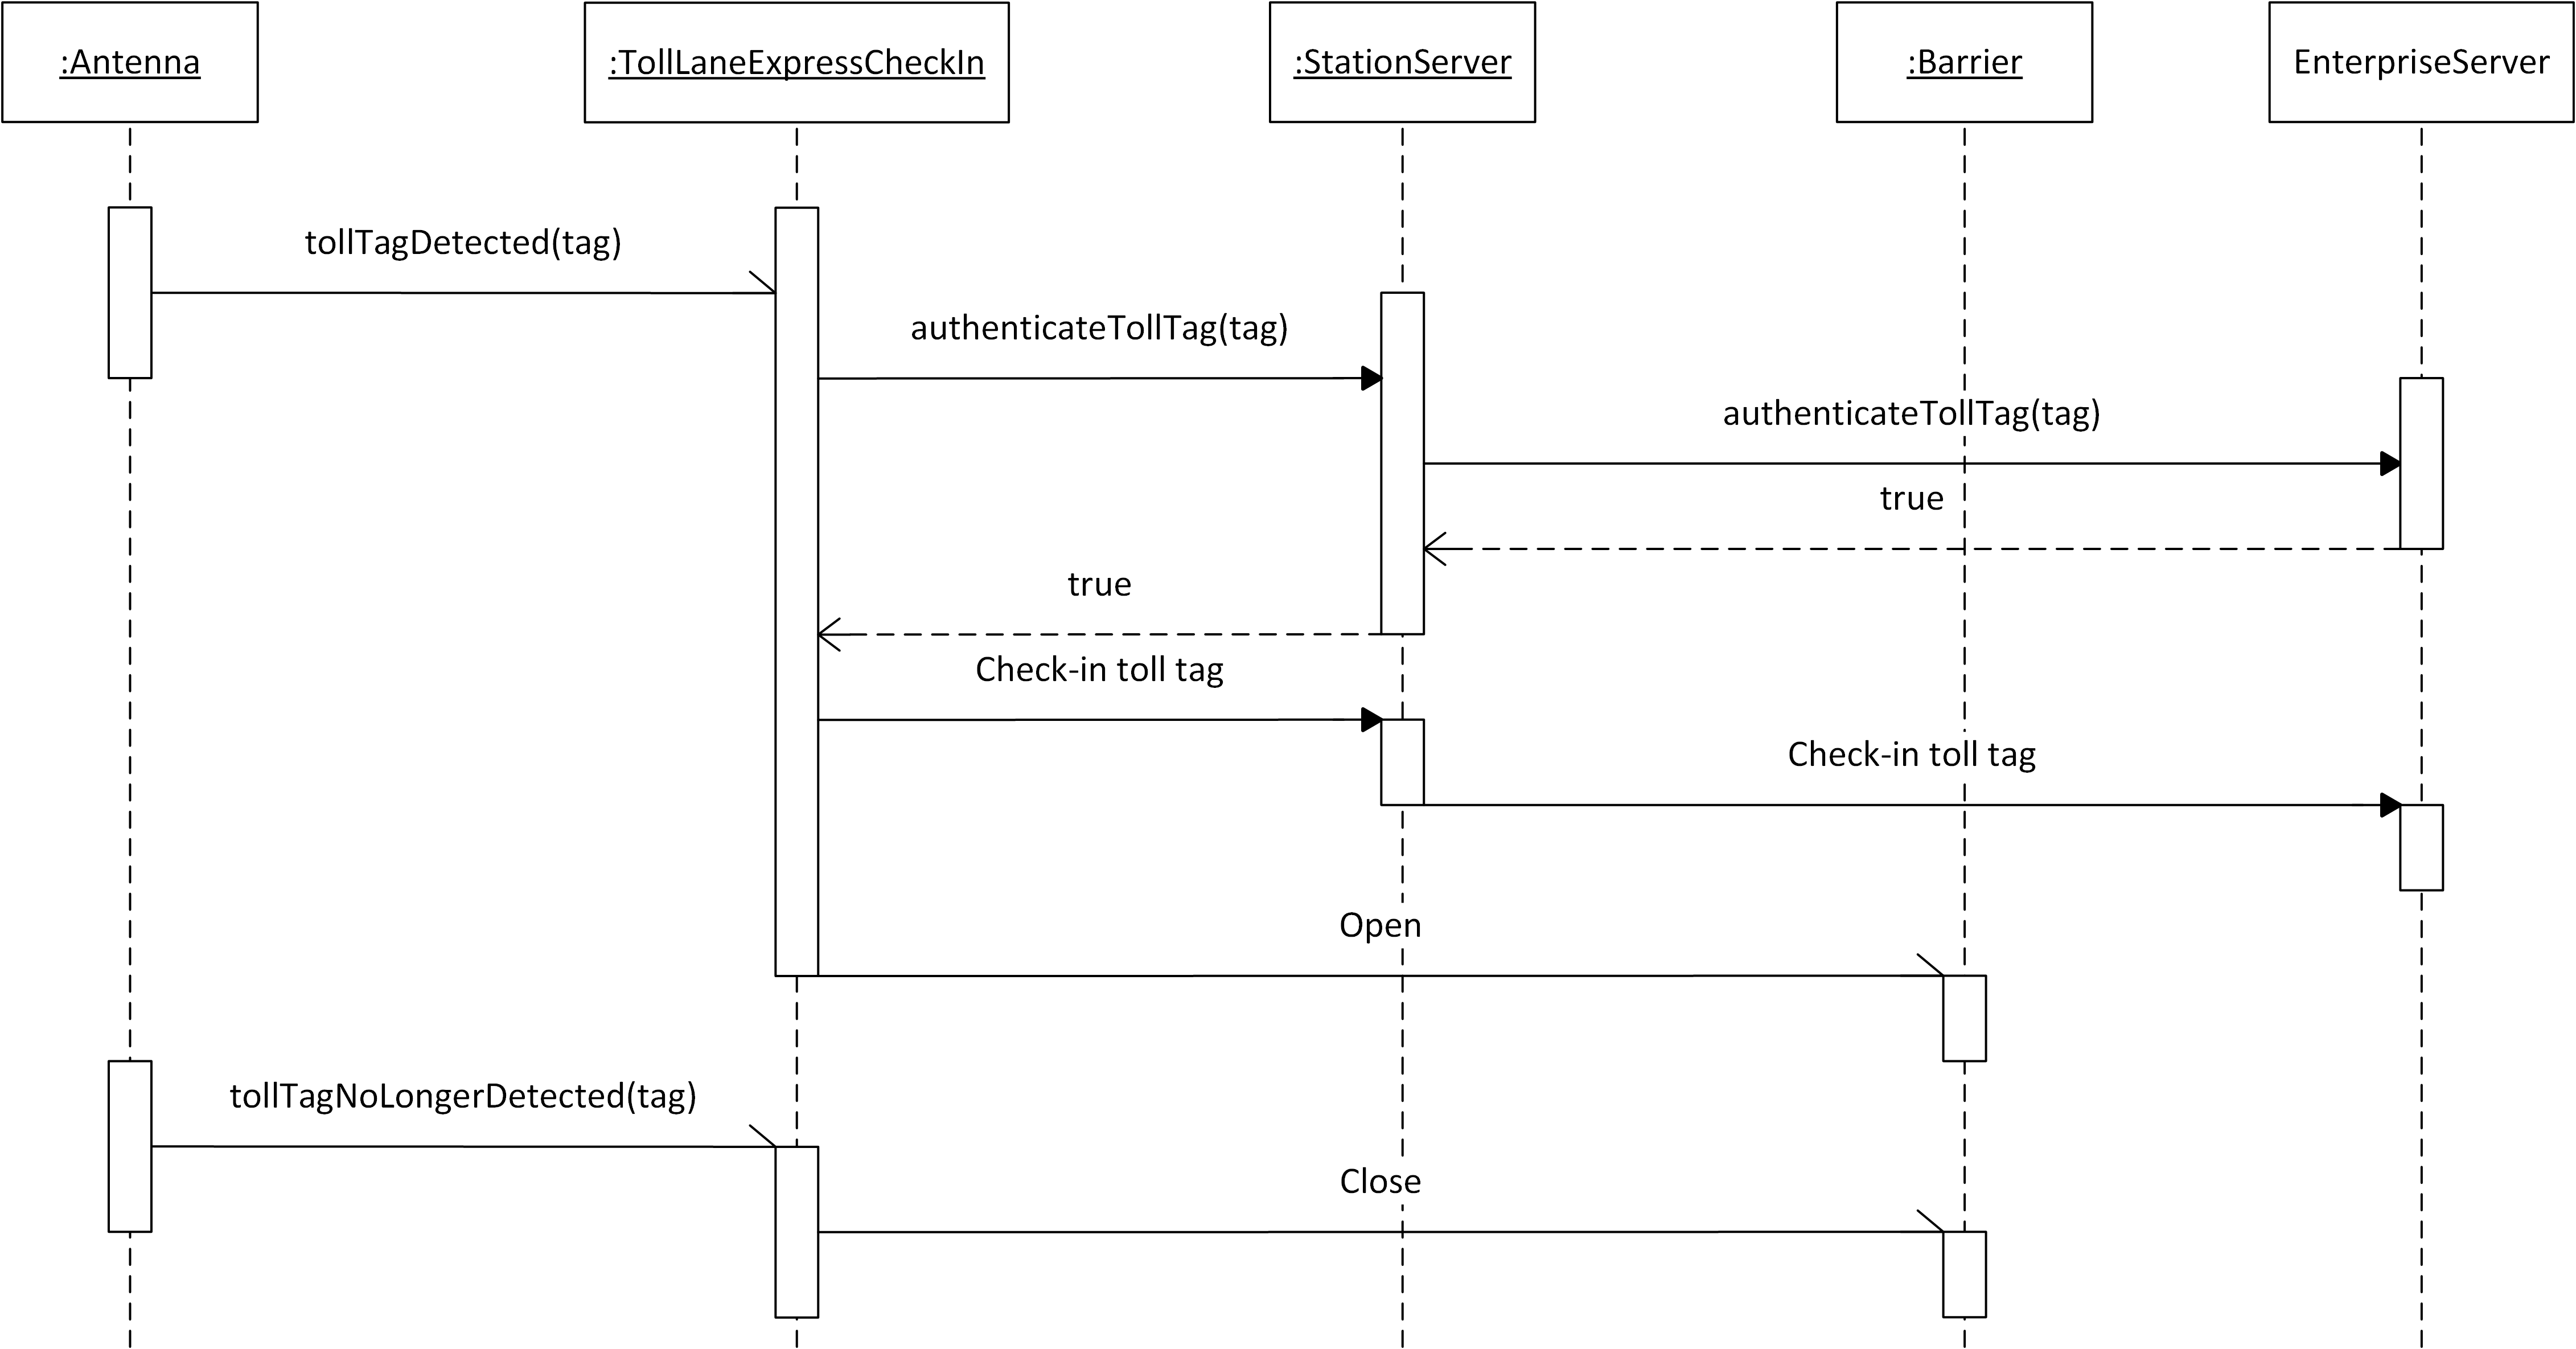 :Antenna
:TollLaneExpressCheckIn
:StationServer
:Barrier
EnterpriseServer
tollTagDetected(tag)
authenticateTollTag(tag)
authenticateTollTag(tag)
true
true
Check-in toll tag
Check-in toll tag
Open
tollTagNoLongerDetected(tag)
Close